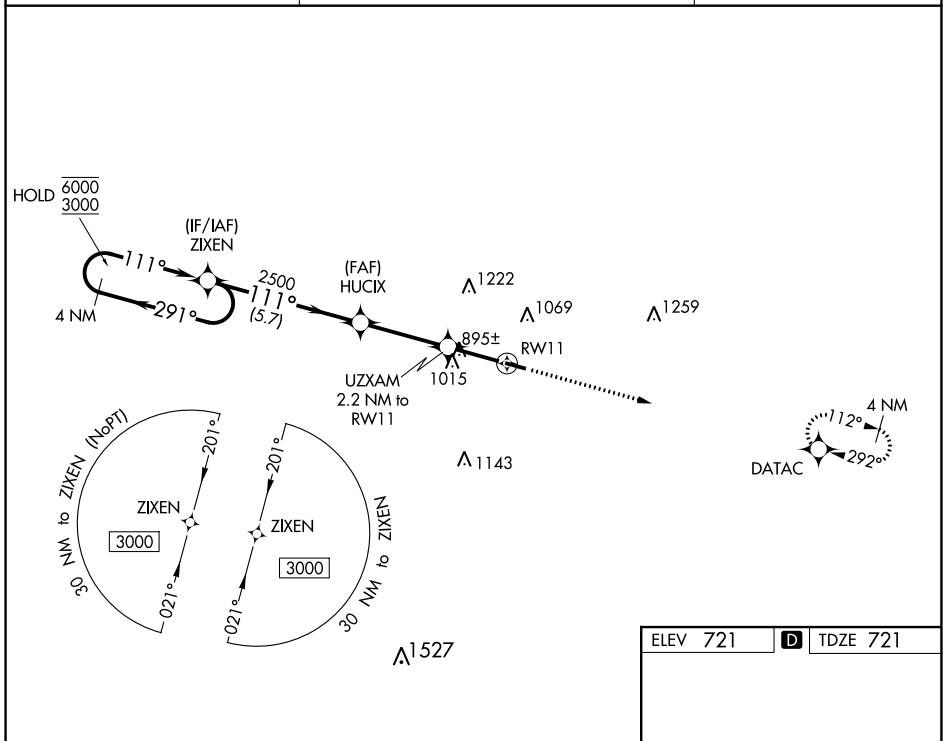 HOLD 6000
3000
(IF/IAF)
ZIXEN
111°
291°
4 NM
2500
111°
(5.7)
(FAF)
HUCIX
1222
1069
1259
895±
RW11
1015
UZXAM
2.2 NM to
RW11
1143
4 NM
112°
292°
DATAC
30 NM to ZIXEN (NoPT)
201°
ZIXEN
3000
021°
201°
ZIXEN
3000
021°
30 NM to ZIXEN
1527
ELEV 721 D TDZE 721